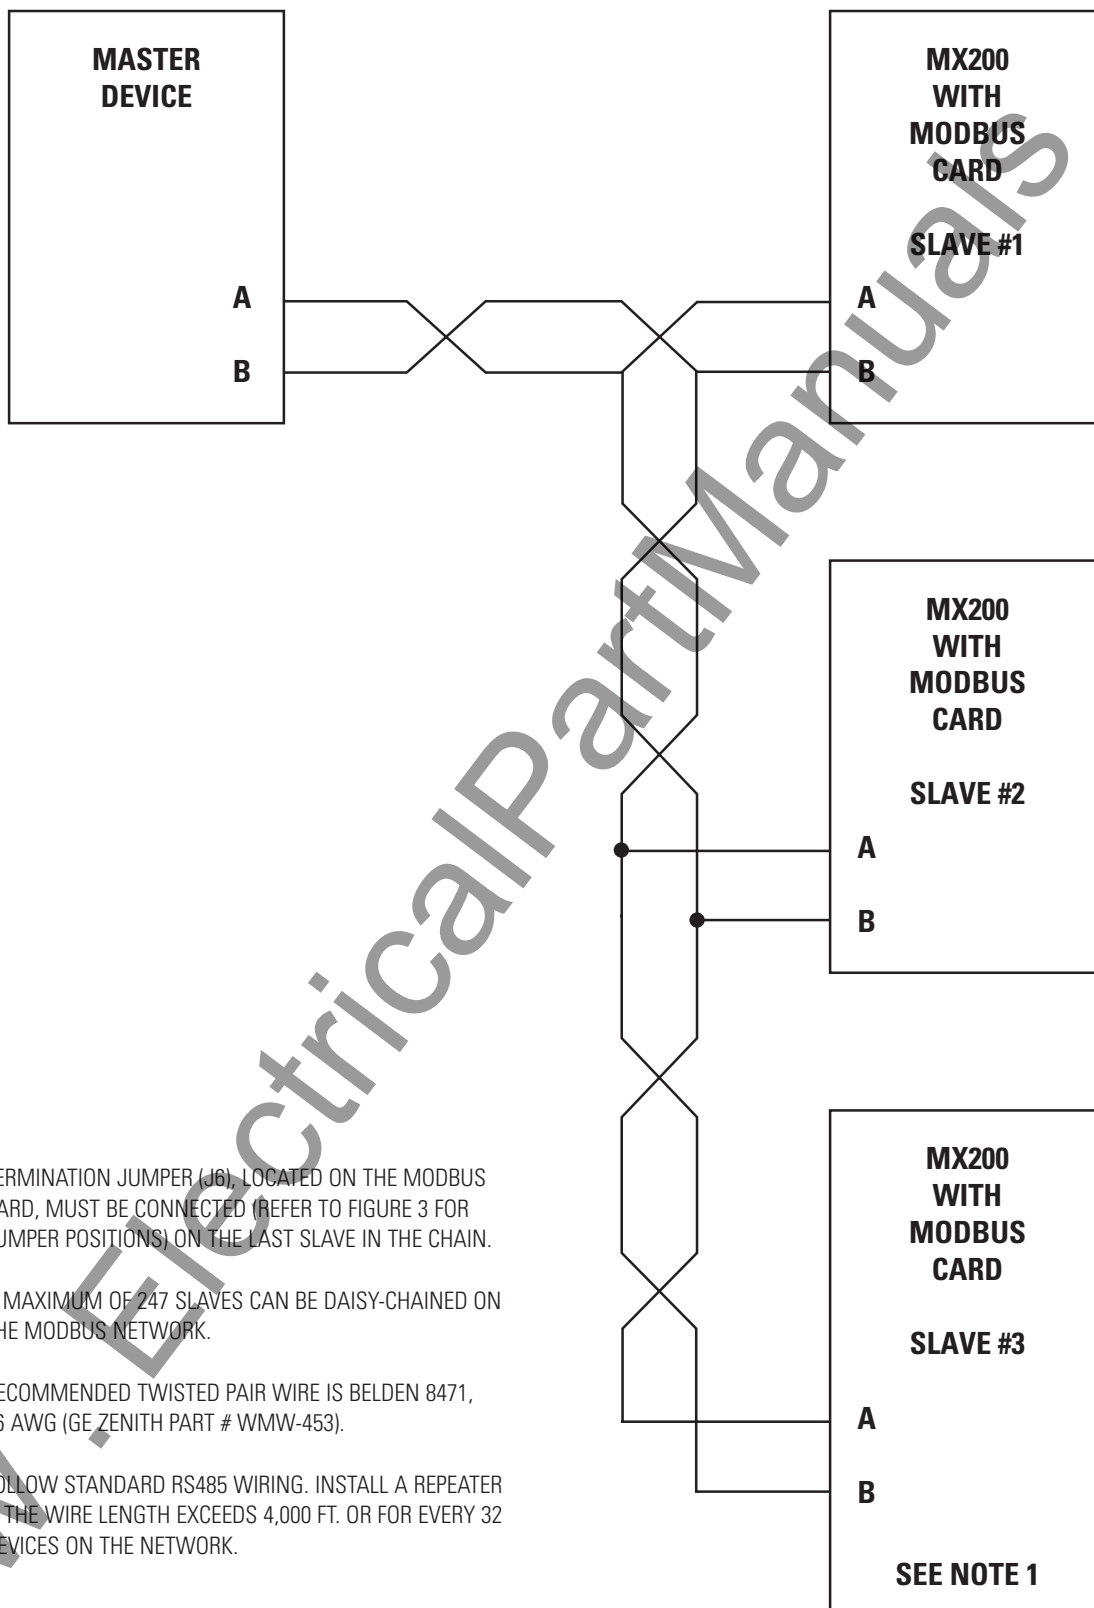 MASTER
DEVICE
A
B
MX200
WITH
MODBUS
CARD
SLAVE #1
A
B
MX200
WITH
MODBUS
CARD
SLAVE #2
A
B
MX200
WITH
MODBUS
CARD
SLAVE #3
A
B
SEE NOTE 1
ERMINATION JUMPER (J6), LOCATED ON THE MODBUS
ARD, MUST BE CONNECTED (REFER TO FIGURE 3 FOR
UMPER POSITIONS) ON THE LAST SLAVE IN THE CHAIN.
MAXIMUM OF 247 SLAVES CAN BE DAISY-CHAINED ON
HE MODBUS NETWORK.
ECOMMENDED TWISTED PAIR WIRE IS BELDEN 8471,
6 AWG (GE ZENITH PART # WMW-453).
OLLOW STANDARD RS485 WIRING. INSTALL A REPEATER
THE WIRE LENGTH EXCEEDS 4,000 FT. OR FOR EVERY 32
EVICES ON THE NETWORK.
w . ElectricalPartManuals